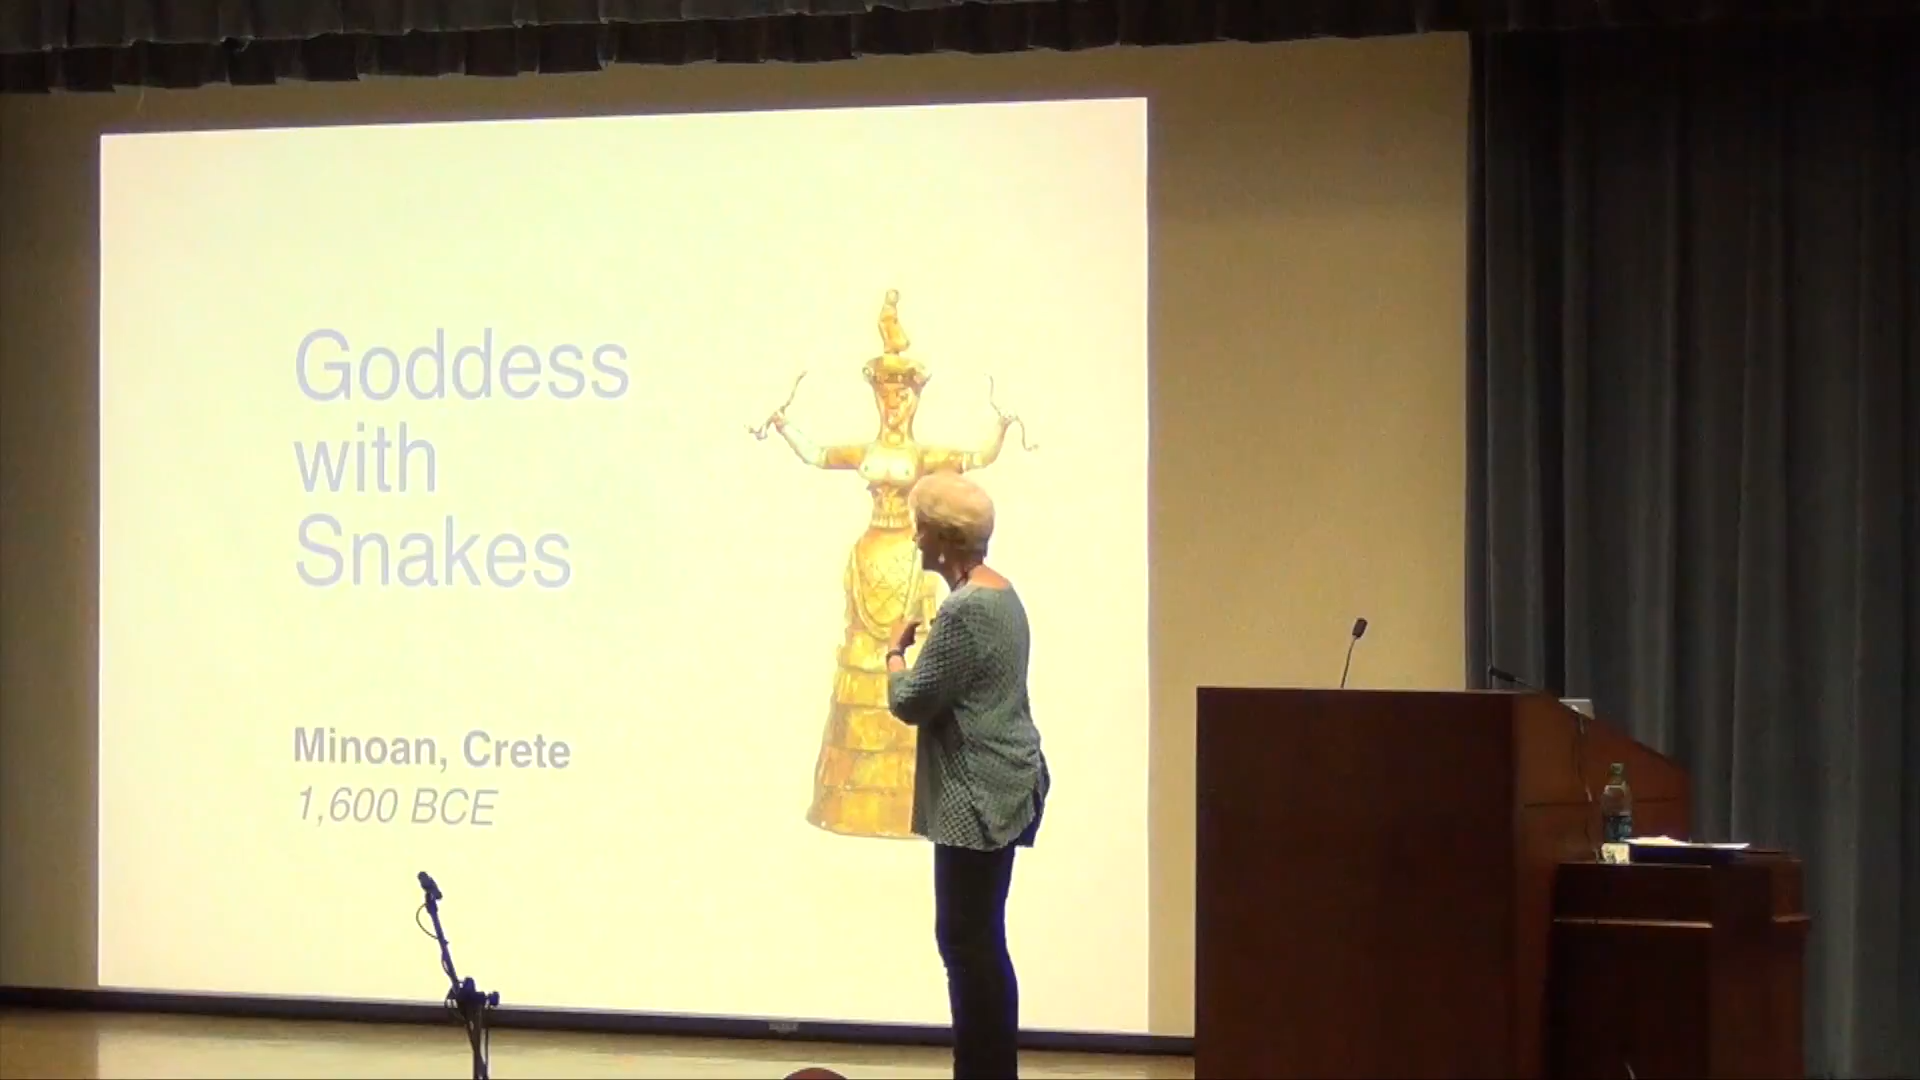 Goddess
with
Snakes
Minoan, Crete
1,600 BCE